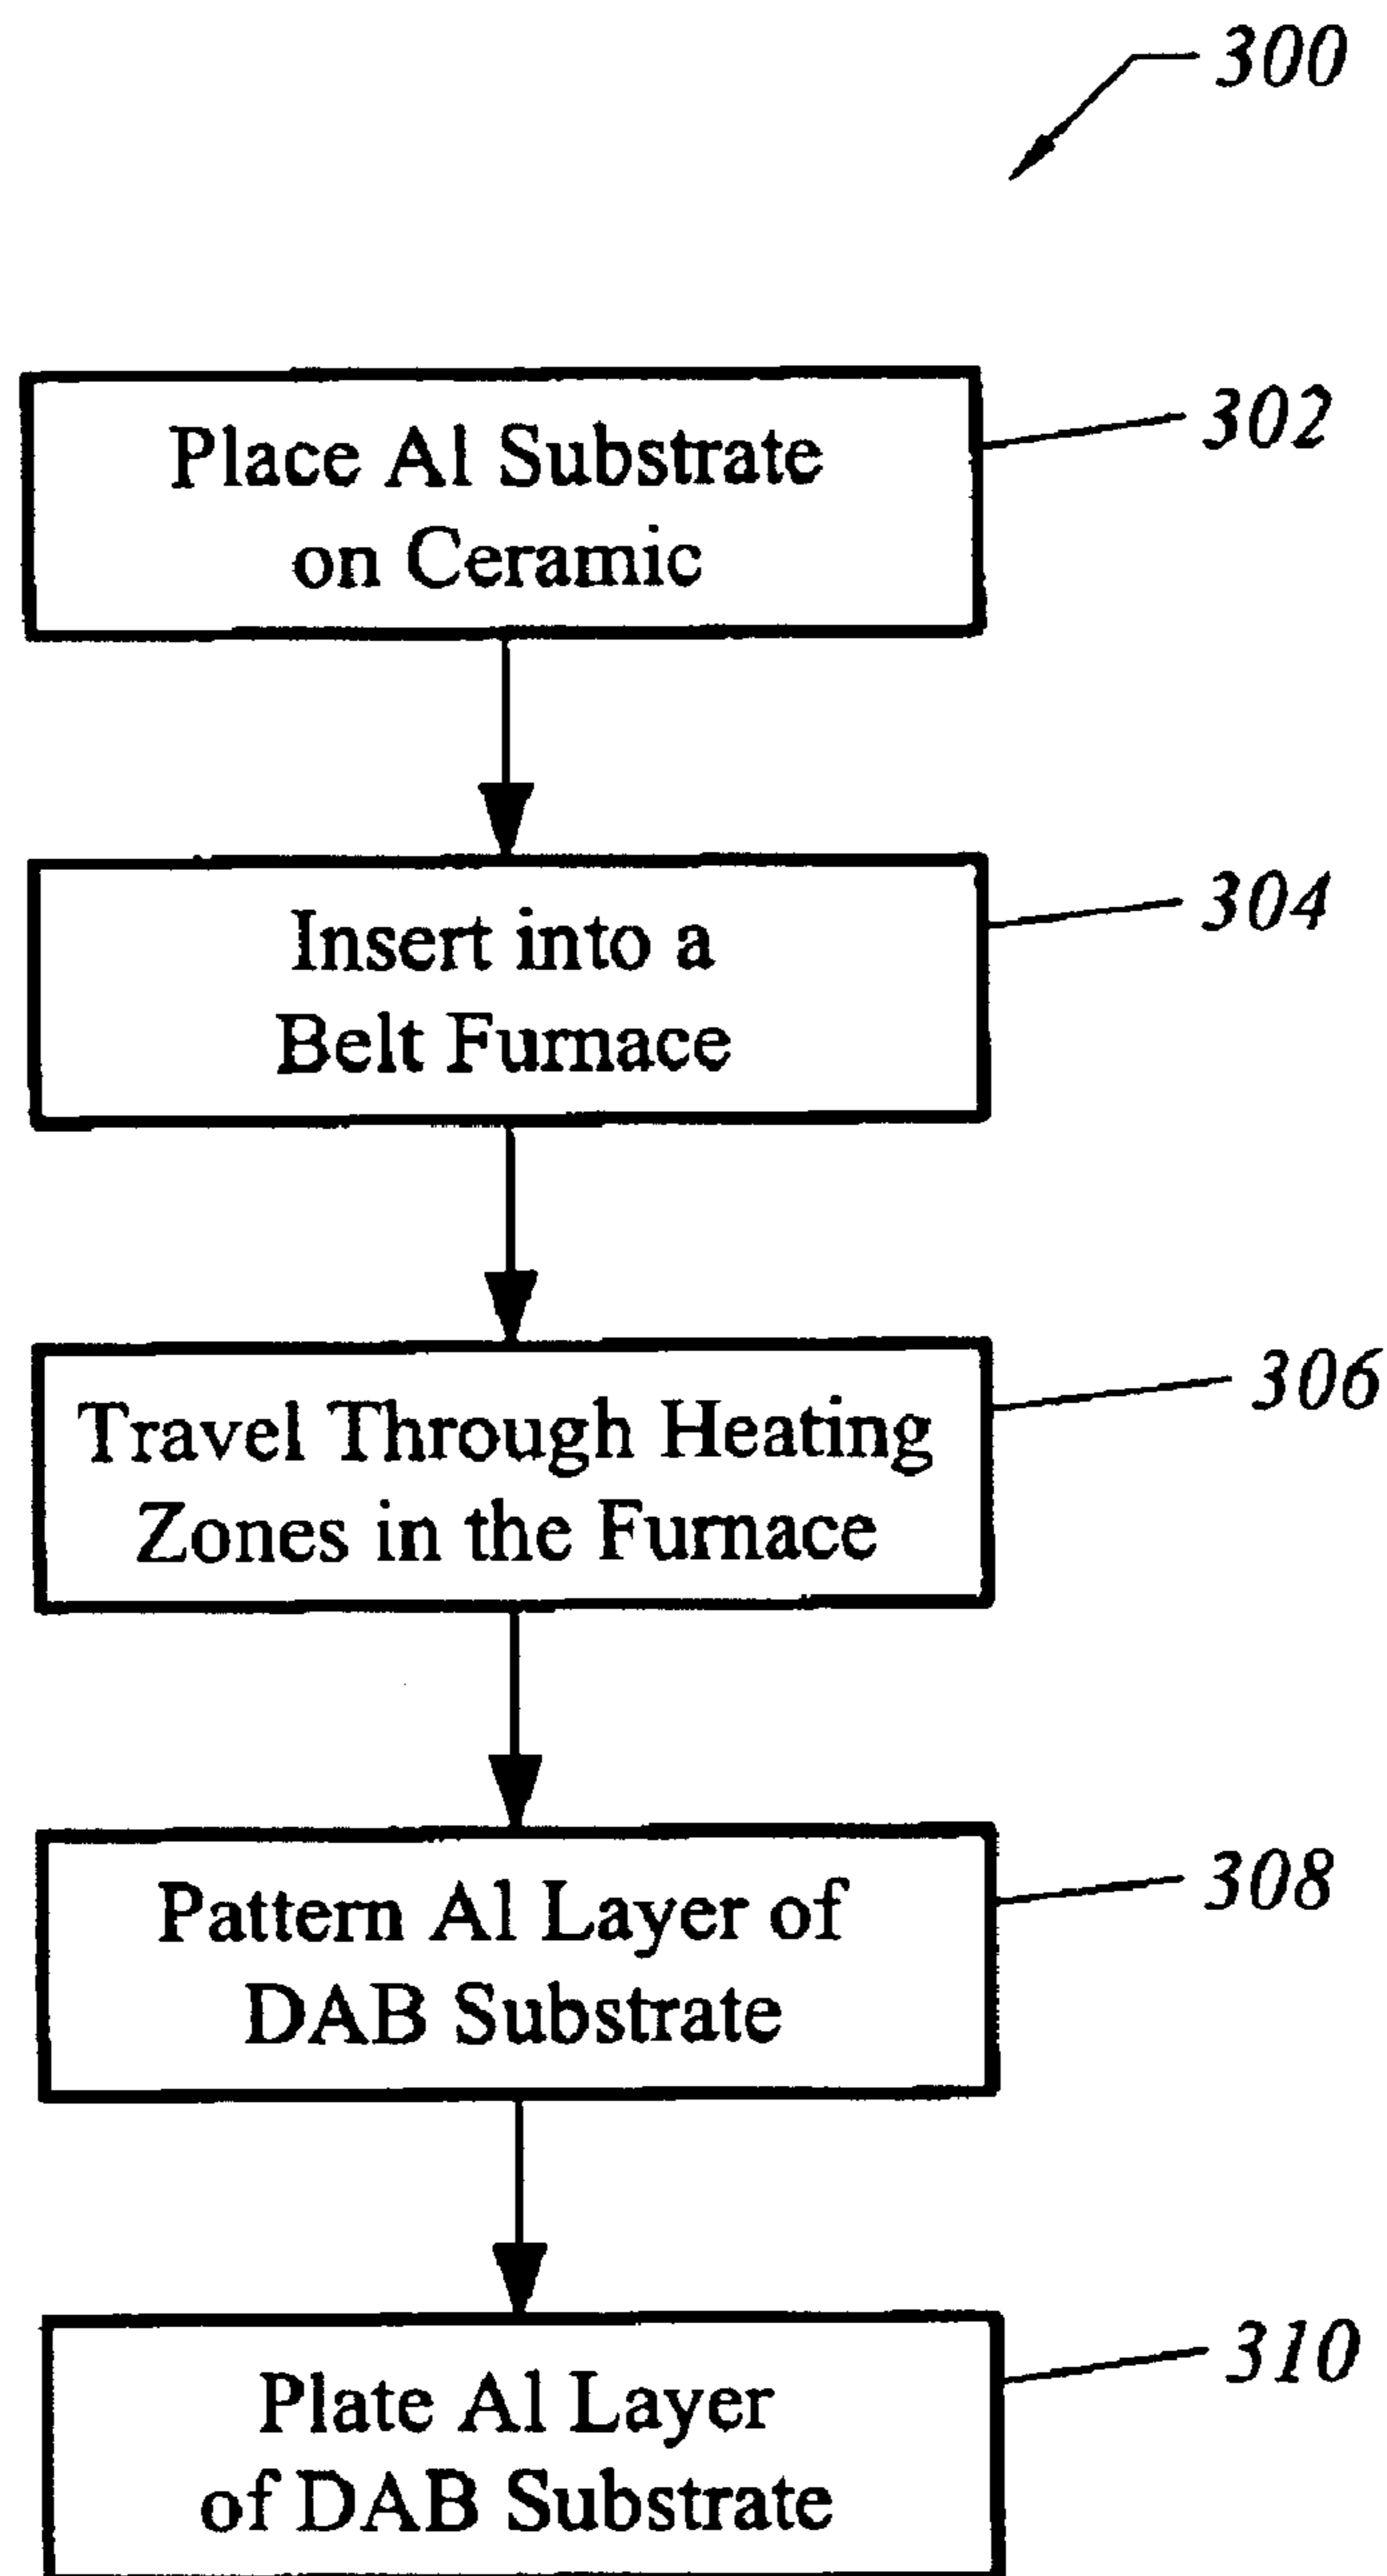 300
Place Al Substrate
on Ceramic
302
Insert into a
Belt Furnace
304
Travel Through Heating
Zones in the Furnace
306
Pattern Al Layer of
DAB Substrate
308
Plate Al Layer
of DAB Substrate
310